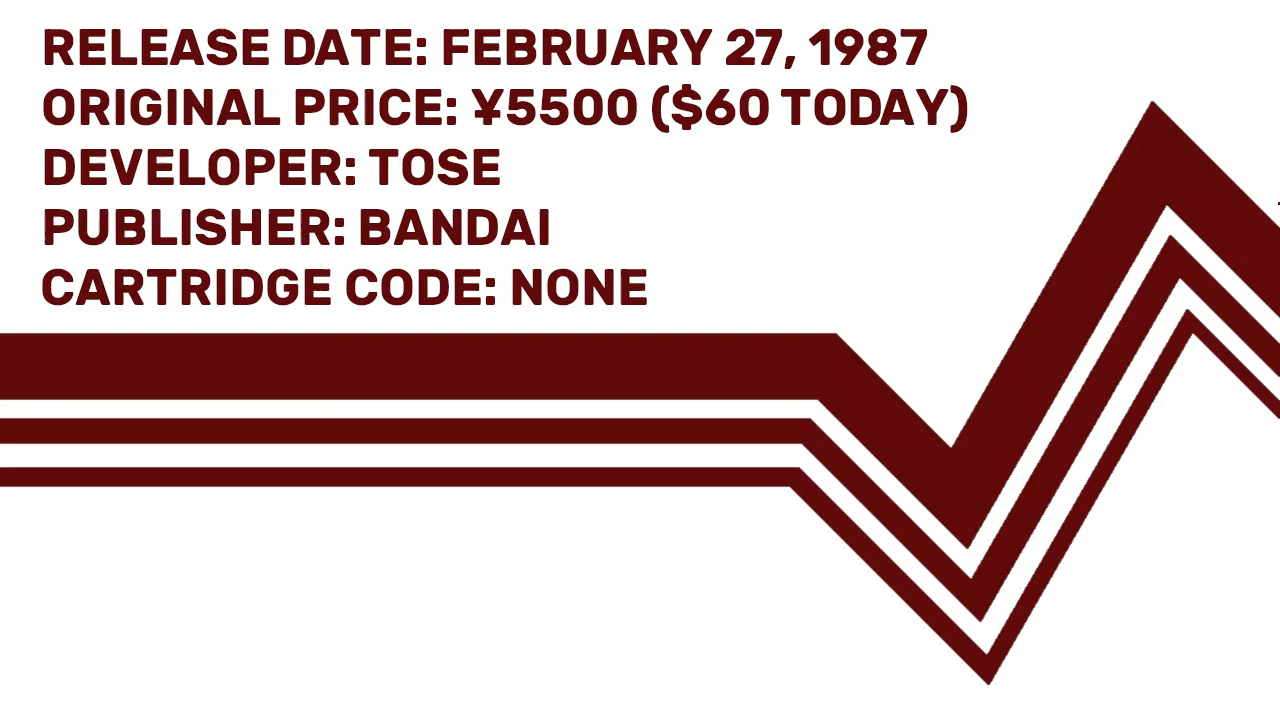 RELEASE DATE: FEBRUARY 27, 1987
ORIGINAL PRICE: ¥5500 ($60 TODAY)
DEVELOPER: TOSE
PUBLISHER: BANDAI
CARTRIDGE CODE: NONE